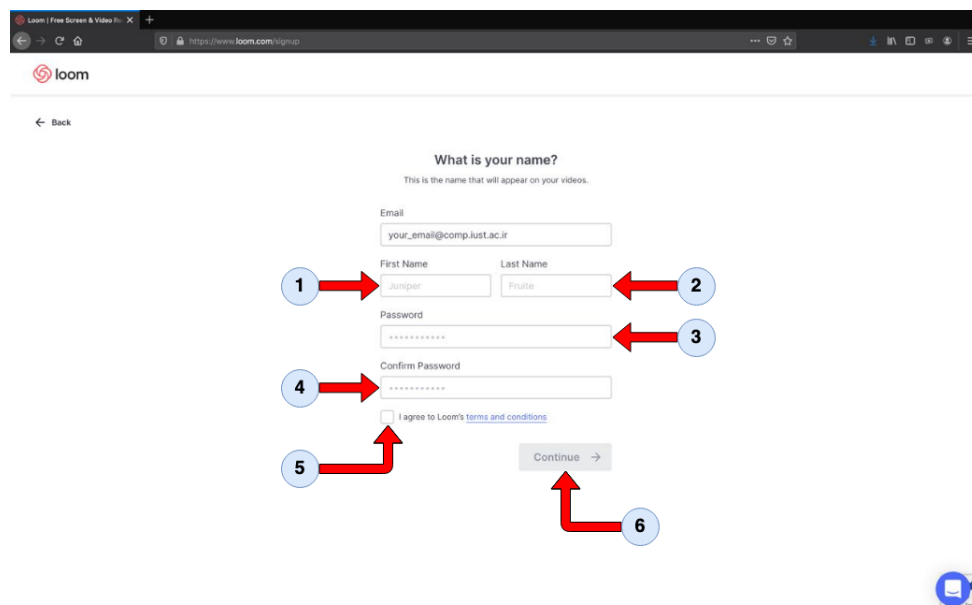 Loom | Free Screen & Video Re
https://www.loom.com/signup
loom
Back
What is your name?
This is the name that will appear on your videos.
Email
your_email@comp.iust.ac.ir
First Name Last Name
1 Juniper Fruite 2
Password
3
Confirm Password
4
I agree to Loom's terms and conditions
5 Continue
6